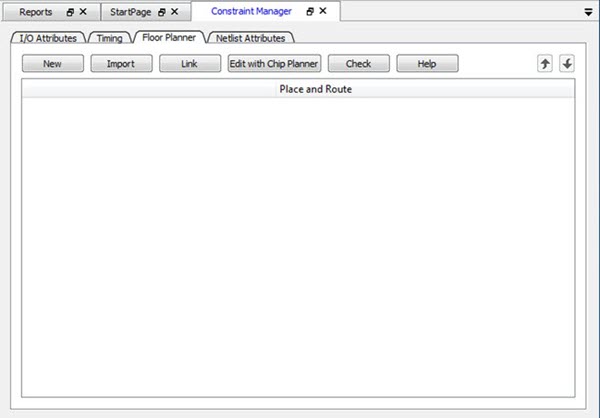 Reports StartPage Constraint Manager
I/O Attributes Timing Floor Planner Netlist Attributes
New Import Link Edit with Chip Planner Check Help
Place and Route